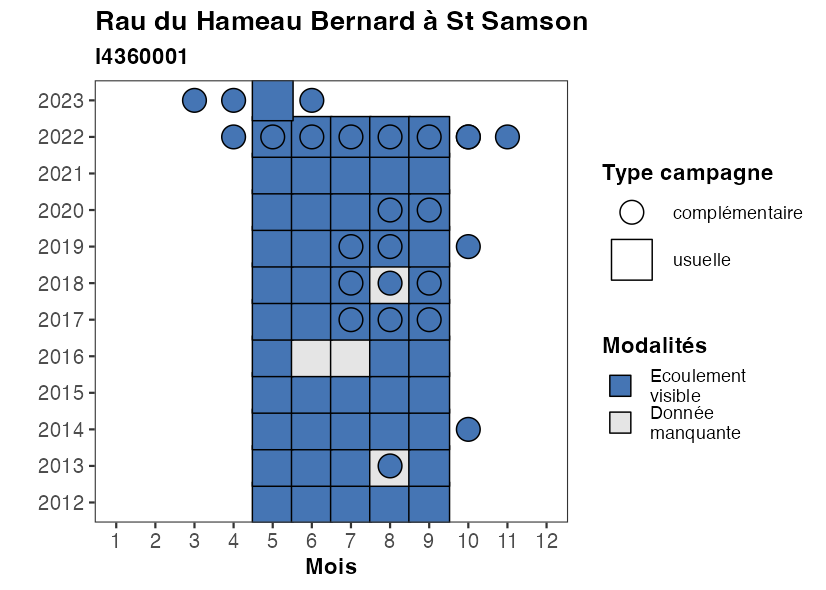 Rau du Hameau Bernard à St Samson
I4360001
2023
2022
2021
2020
2019
2018
2017
2016
2015
2014
2013
2012
1 2 3 4 5 6 7 8 9 10 11 12
Mois
Type campagne
complémentaire
usuelle
Modalités
Ecoulement
visible
Donnée
manquante